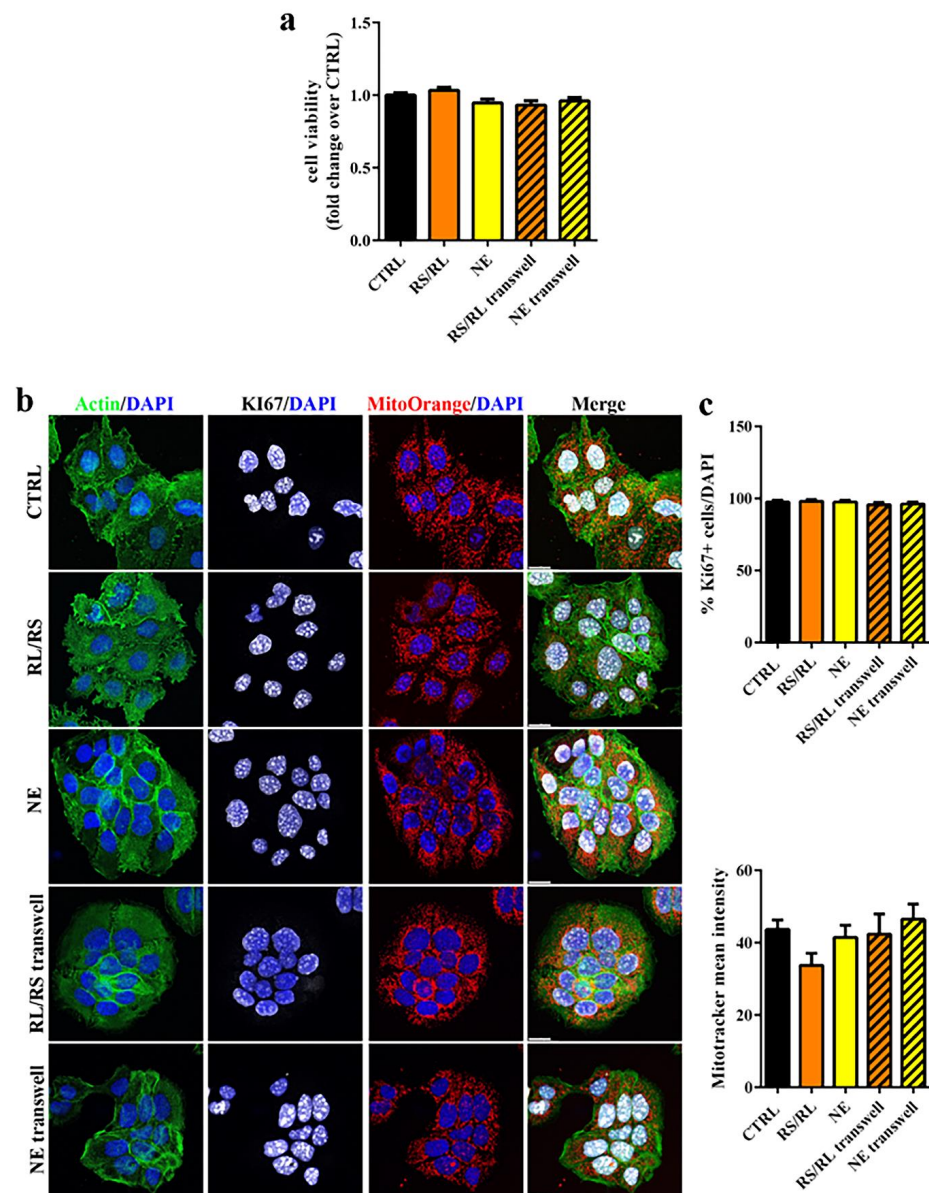 a
cell viability
(fold change over CTRL)
1.5
1.0
0.5
0.0
CTRL
RS/RL
NE
RS/RL transwell
NE transwell
b
Actin/DAPI
KI67/DAPI
MitoOrange/DAPI
Merge
CTRL
RL/RS
NE
RL/RS transwell
NE transwell
c
% Ki67+ cells/DAPI
150
100
50
0
CTRL
RS/RL
NE
RS/RL transwell
NE transwell
Mitotracker mean intensity
60
40
20
0
CTRL
RS/RL
NE
RS/RL transwell
NE transwell